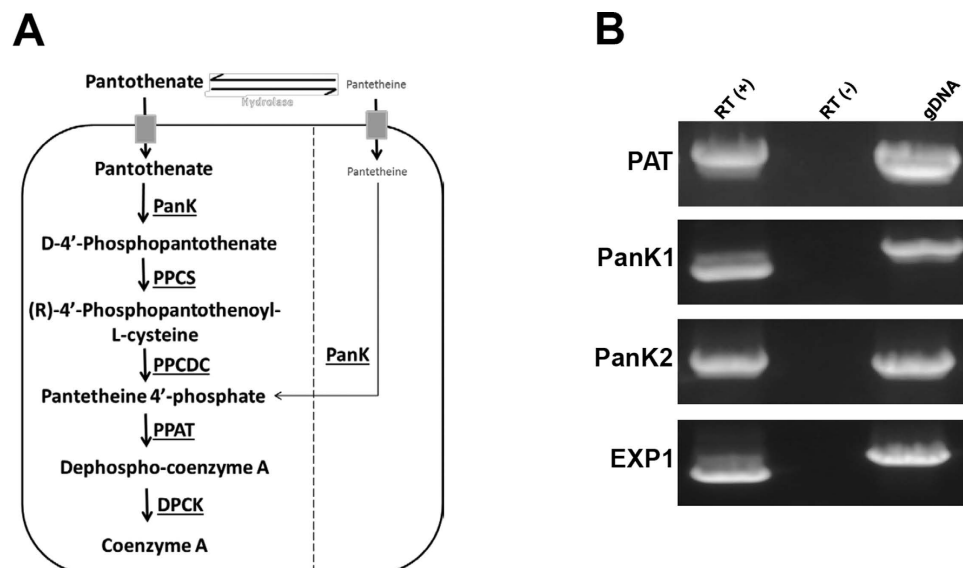 A
Pantothenate
Pantetheine
Hydrolase
Pantothenate
Pantetheine
PanK
D-4’-Phosphopantothenate
PPCS
(R)-4’-Phosphopantothenoyl-
L-cysteine
PPCDC
PanK
Pantetheine 4’-phosphate
PPAT
Dephospho-coenzyme A
DPCK
Coenzyme A
B
RT (+)
RT (-)
gDNA
PAT
PanK1
PanK2
EXP1